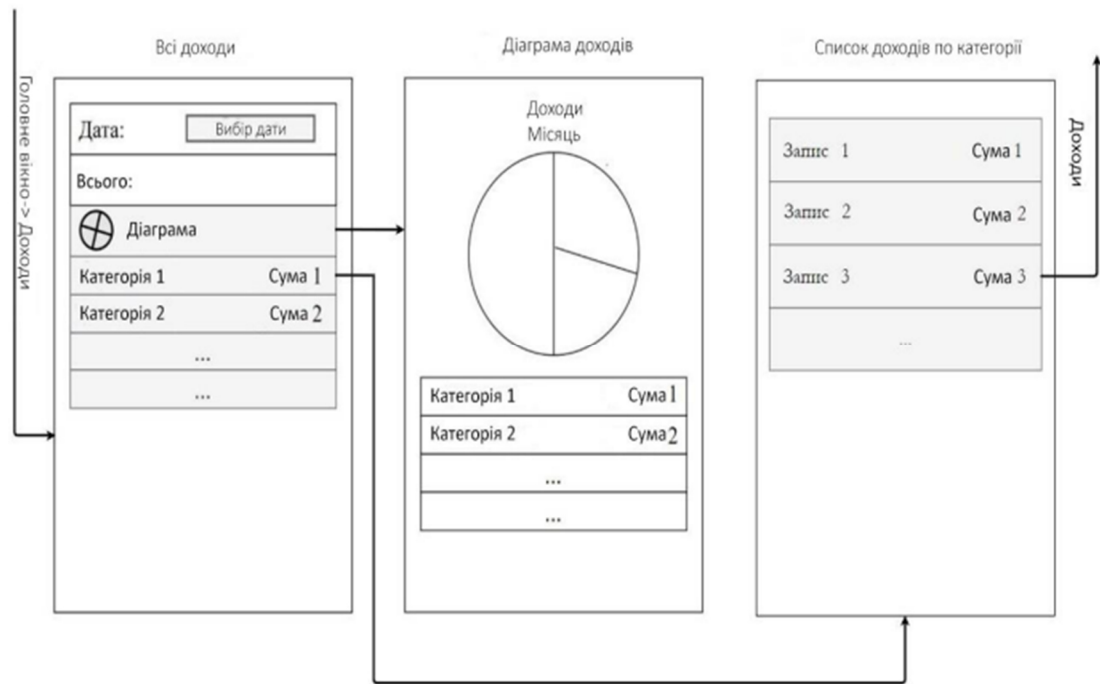 Головне вікно-> Доходи
Всі доходи
Дата:
Вибір дати
Всього:
Діаграма
Категорія 1 Сума 1
Категорія 2 Сума 2
...
...
Діаграма доходів
Доходи
Місяць
Категорія 1 Сума 1
Категорія 2 Сума 2
...
...
Список доходів по категорії
Запис 1 Сума 1
Запис 2 Сума 2
Запис 3 Сума 3
...
Доходи